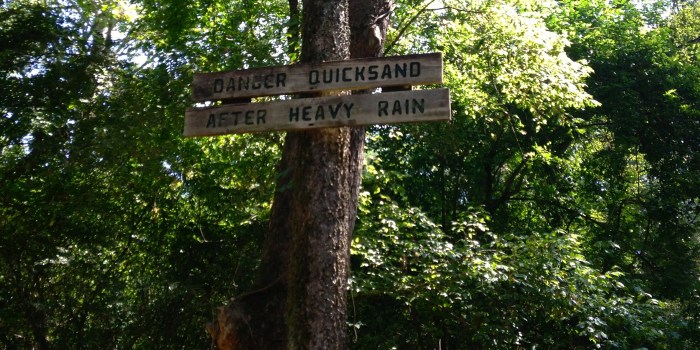 DANGER QUICKSAND
AFTER HEAVY RAIN